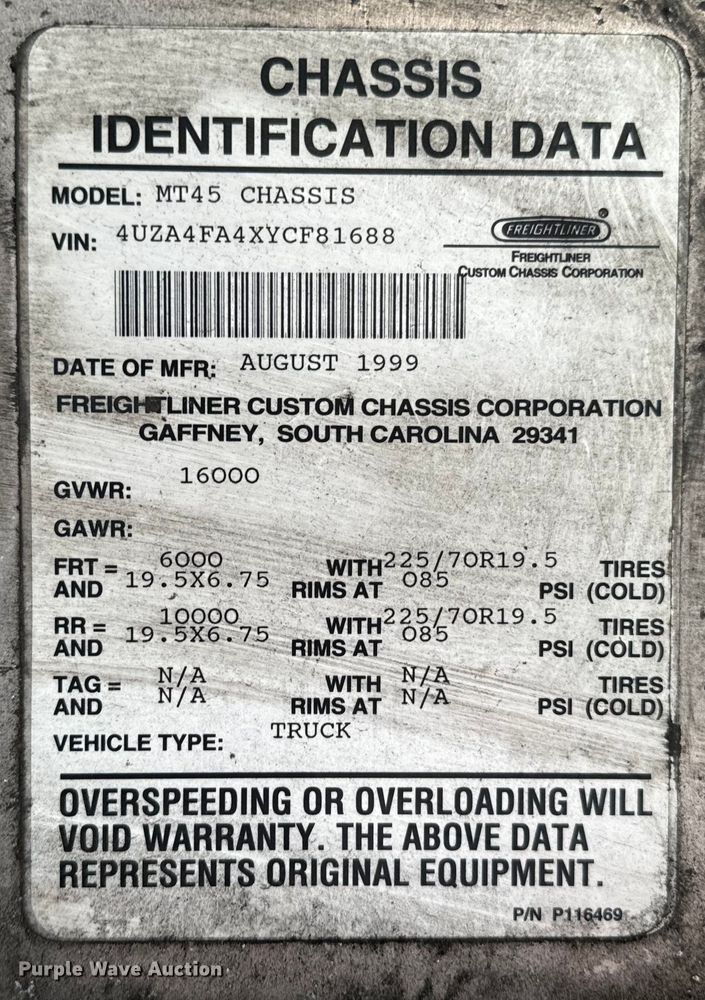 CHASSIS
IDENTIFICATION DATA
MODEL: MT45 CHASSIS
VIN: 4UZA4FA4XYCF81688
FREIGHTLINER ®
FREIGHTLINER
CUSTOM CHASSIS CORPORATION
DATE OF MFR: AUGUST 1999
FREIGHTLINER CUSTOM CHASSIS CORPORATION
GAFFNEY, SOUTH CAROLINA 29341
GVWR: 16000
GAWR:
FRT = 6000 WITH 225/70R19.5 TIRES
AND 19.5X6.75 RIMS AT 085 PSI (COLD)
RR = 10000 WITH 225/70R19.5 TIRES
AND 19.5X6.75 RIMS AT 085 PSI (COLD)
TAG = N/A WITH N/A TIRES
AND N/A RIMS AT N/A PSI (COLD)
VEHICLE TYPE: TRUCK
OVERSPEEDING OR OVERLOADING WILL
VOID WARRANTY. THE ABOVE DATA
REPRESENTS ORIGINAL EQUIPMENT.
P/N P116469
Purple Wave Auction